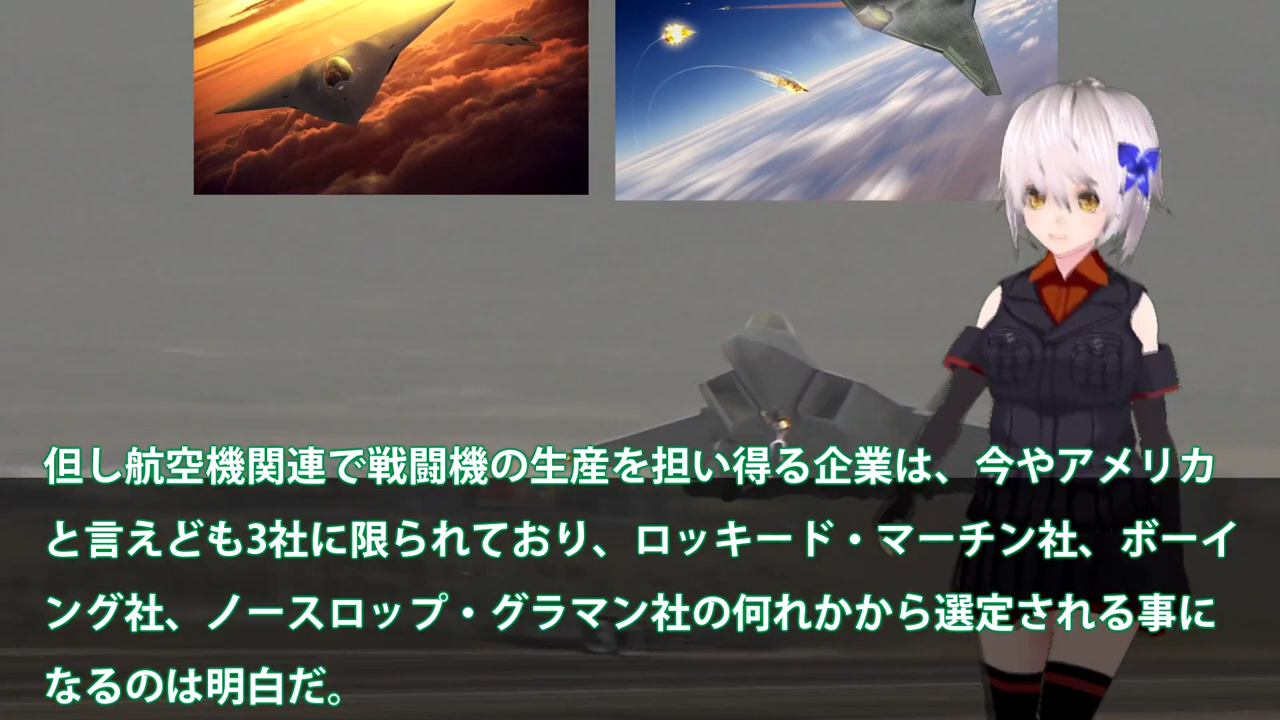 但し航空機関連で戦闘機の生産を担い得る企業は、今やアメリカ
と言えども3社に限られており、ロッキード・マーチン社、ボーイ
ング社、ノースロップ・グラマン社の何れかから選定される事に
なるのは明白だ。